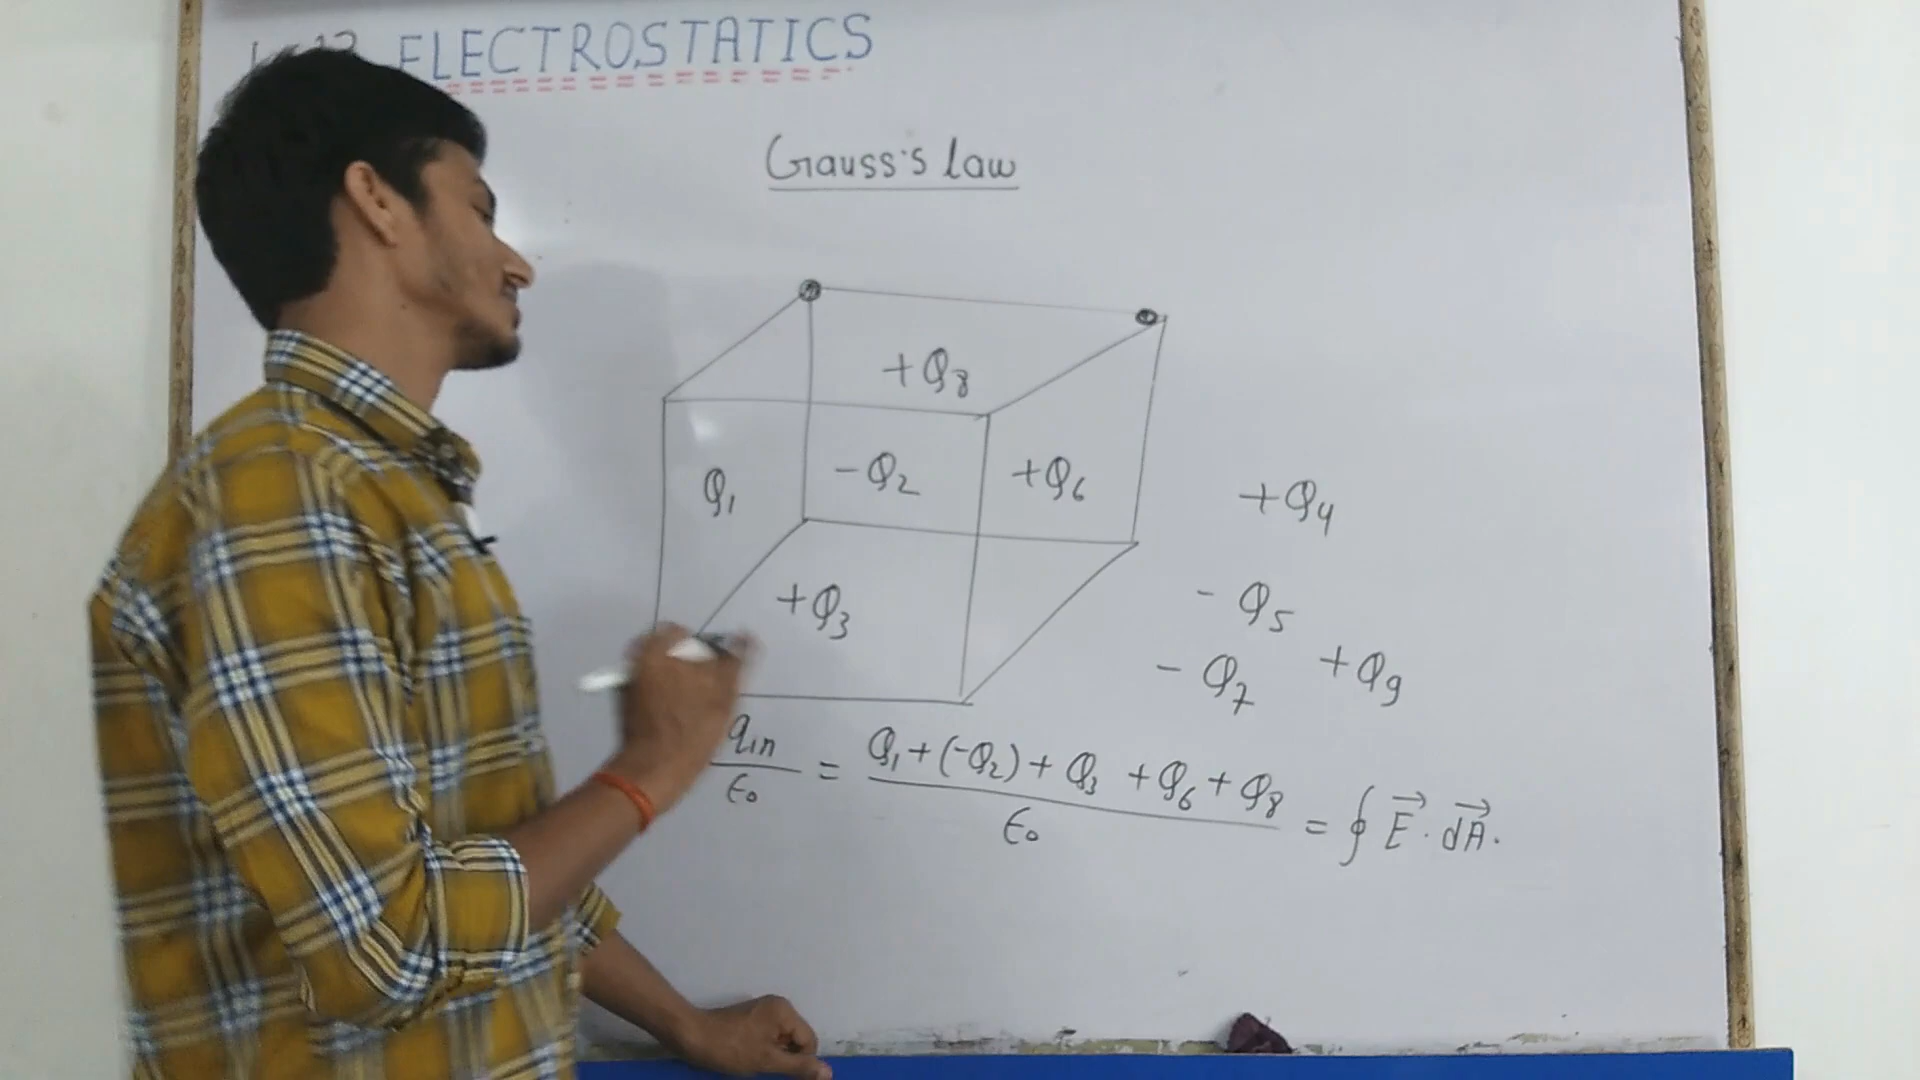 ELECTROSTATICS
Gauss's Law
+Q₈
Q₁ -Q₂ +Q₆ +Q₄
+Q₃ - Q₅
- Q₇ +Q₉
qin/ϵ₀ = Q₁+(-Q₂)+ Q₃ +Q₆+Q₈/ϵ₀ = ∮ E⃗ . dA⃗.